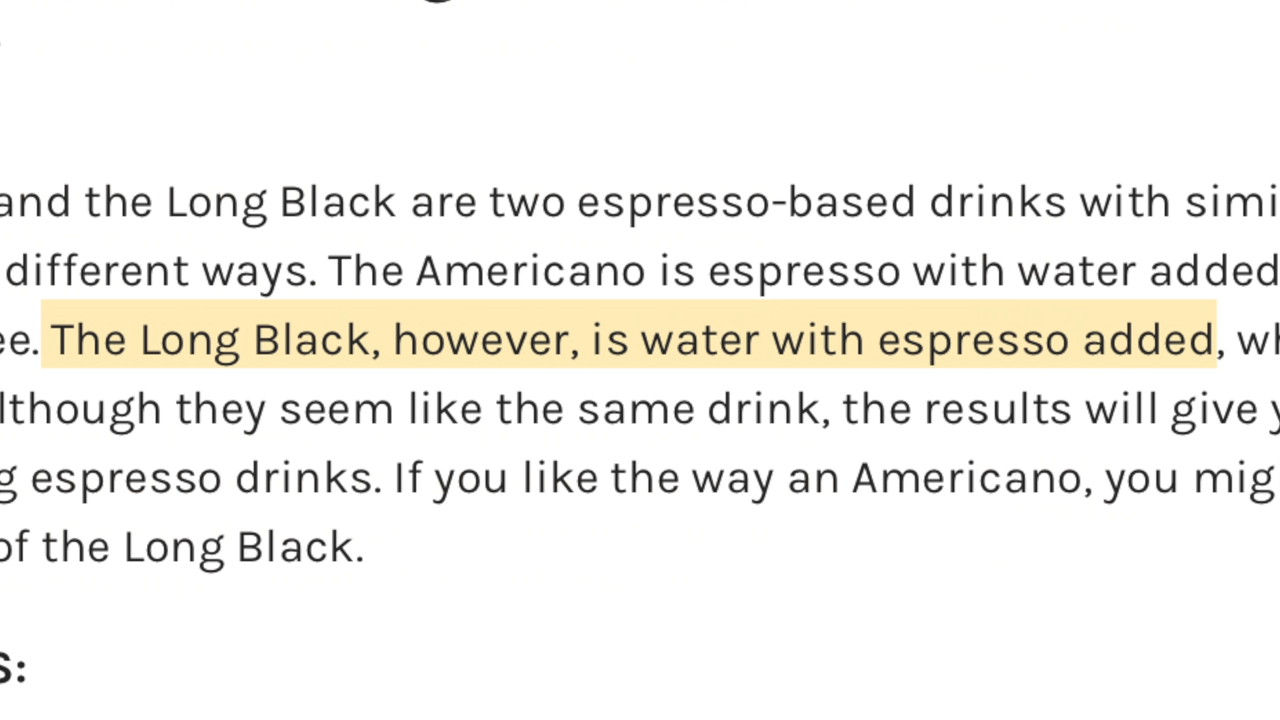 and the Long Black are two espresso-based drinks with simi
different ways. The Americano is espresso with water added
ee. The Long Black, however, is water with espresso added, wh
lthough they seem like the same drink, the results will give y
g espresso drinks. If you like the way an Americano, you mig
of the Long Black.
S: